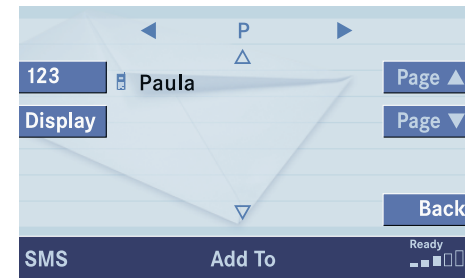 P
123
Paula
Page
Display
Page
Back
Ready
SMS
Add To